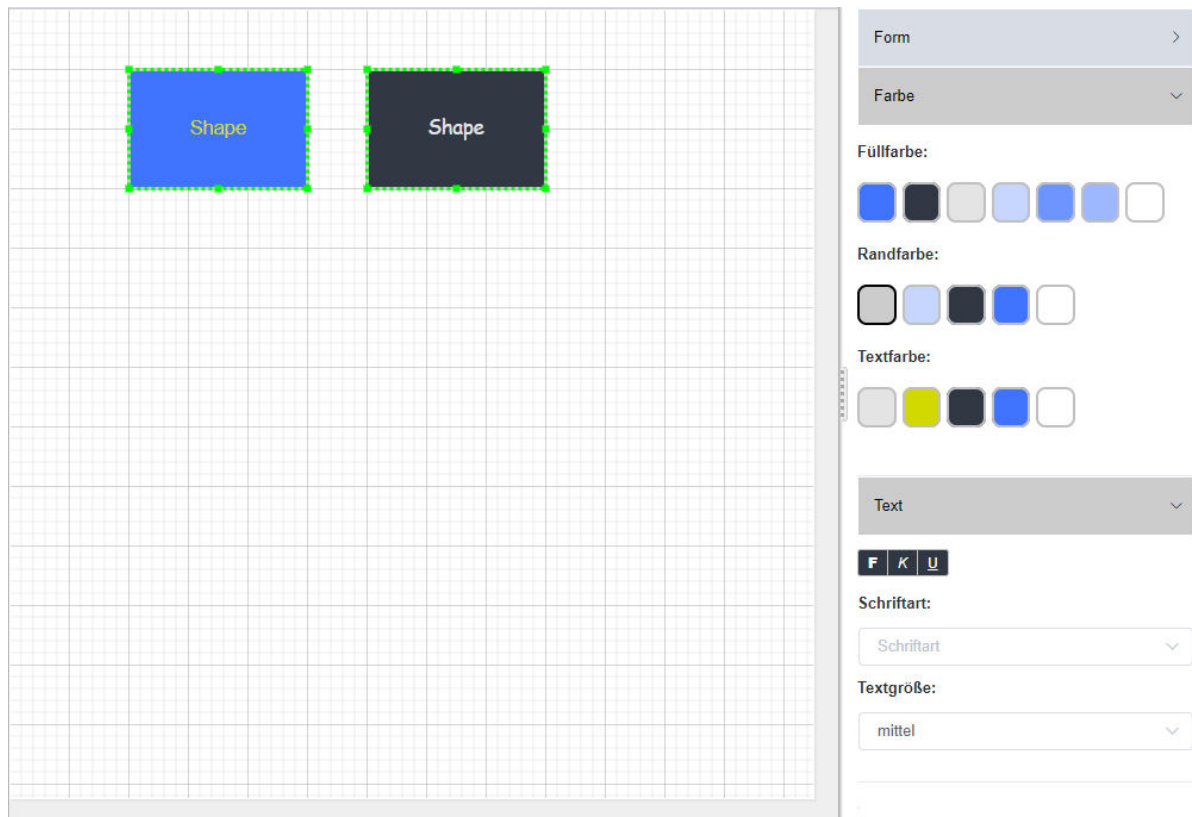 Shape
Shape
Form
Farbe
Füllfarbe:
Randfarbe:
Textfarbe:
Text
F K U
Schriftart:
Schriftart
Textgröße:
mittel